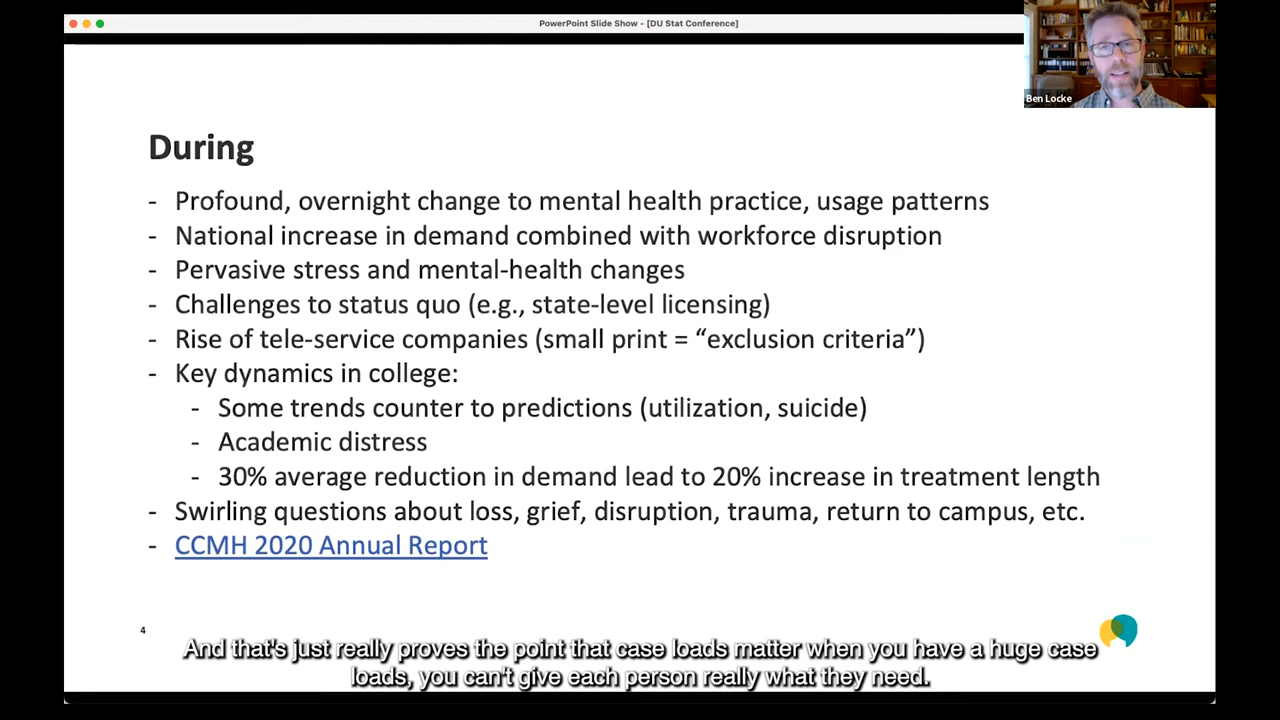 PowerPoint Slide Show - [DU Stat Conference]
Ben Locke
During
- Profound, overnight change to mental health practice, usage patterns
- National increase in demand combined with workforce disruption
- Pervasive stress and mental-health changes
- Challenges to status quo (e.g., state-level licensing)
- Rise of tele-service companies (small print = “exclusion criteria”)
- Key dynamics in college:
- Some trends counter to predictions (utilization, suicide)
- Academic distress
- 30% average reduction in demand lead to 20% increase in treatment length
- Swirling questions about loss, grief, disruption, trauma, return to campus, etc.
- CCMH 2020 Annual Report
4
And that's just really proves the point that case loads matter when you have a huge case
loads, you can't give each person really what they need.